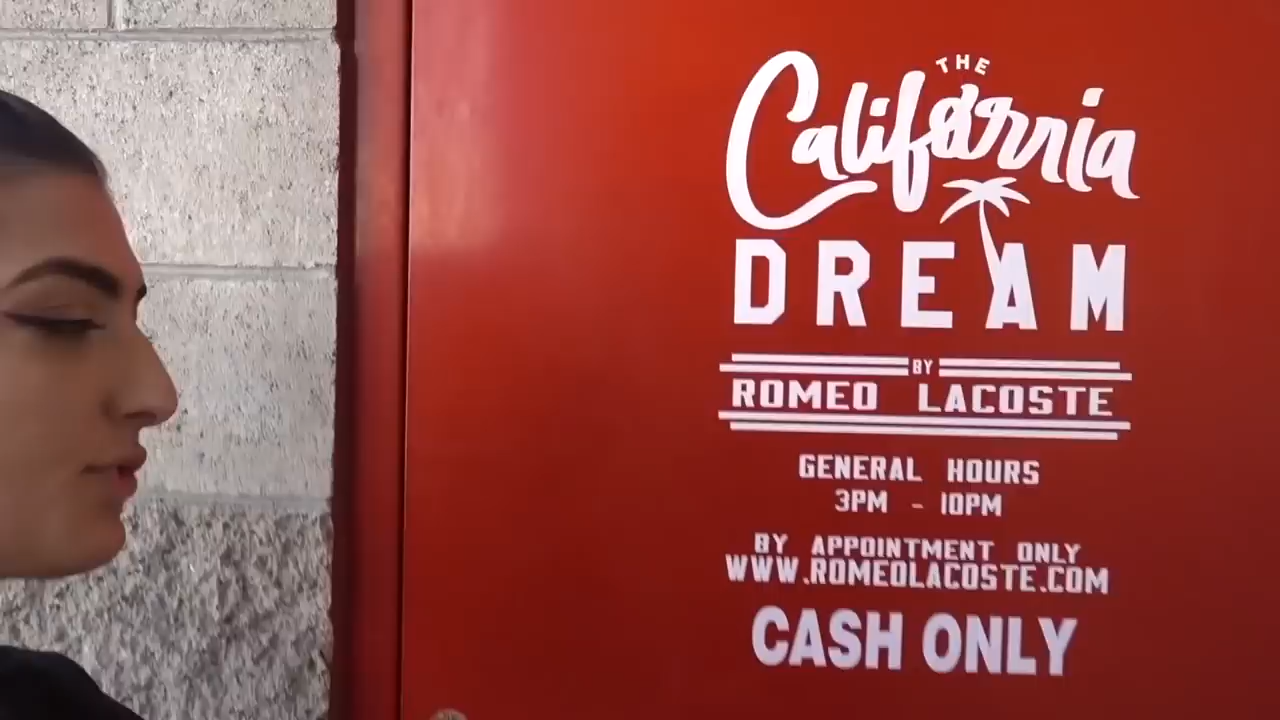 THE
California
DREAM
BY
ROMEO LACOSTE
GENERAL HOURS
3PM - 10PM
BY APPOINTMENT ONLY
WWW.ROMEOLACOSTE.COM
CASH ONLY